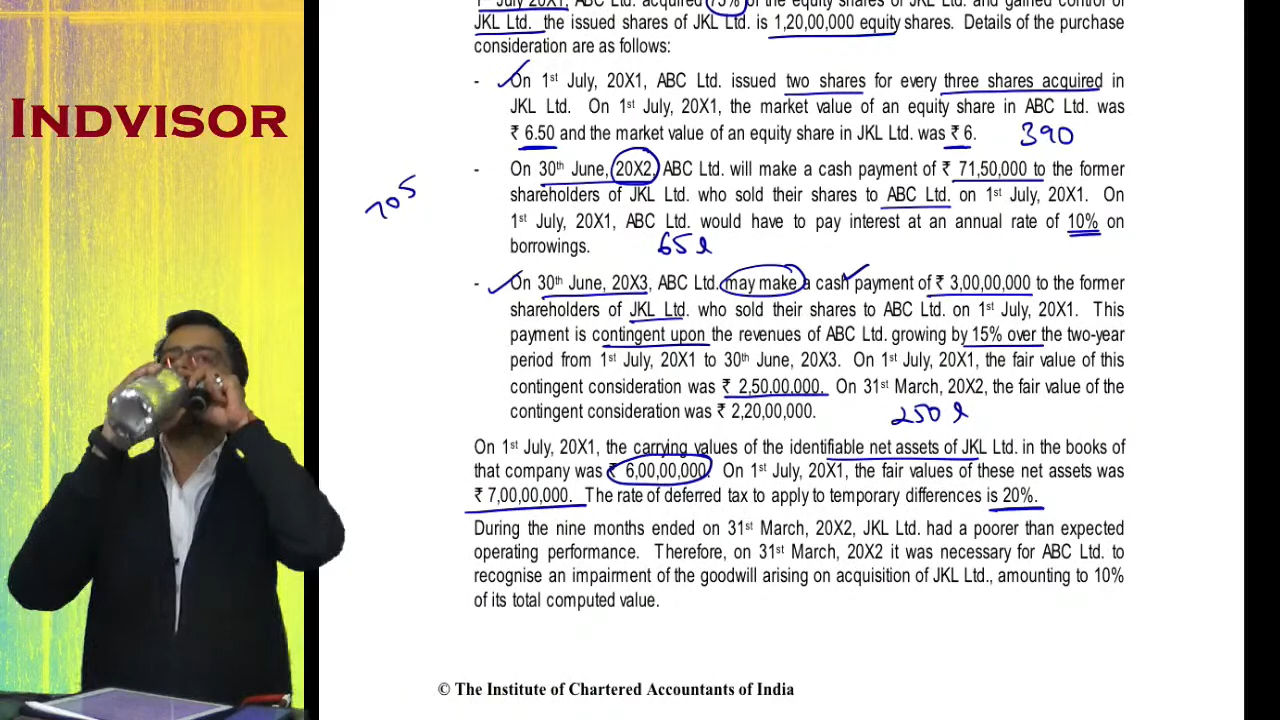 INDVISOR
1st July 20X1, ABC Ltd. acquired 75% of the equity shares of JKL Ltd. and gained control of
JKL Ltd. the issued shares of JKL Ltd. is 1,20,00,000 equity shares. Details of the purchase
consideration are as follows:
- On 1st July, 20X1, ABC Ltd. issued two shares for every three shares acquired in
JKL Ltd. On 1st July, 20X1, the market value of an equity share in ABC Ltd. was
₹ 6.50 and the market value of an equity share in JKL Ltd. was ₹ 6. 390
- On 30th June, 20X2, ABC Ltd. will make a cash payment of ₹ 71,50,000 to the former
705
shareholders of JKL Ltd. who sold their shares to ABC Ltd. on 1st July, 20X1. On
1st July, 20X1, ABC Ltd. would have to pay interest at an annual rate of 10% on
borrowings. 65 l
- On 30th June, 20X3, ABC Ltd. may make a cash payment of ₹ 3,00,00,000 to the former
shareholders of JKL Ltd. who sold their shares to ABC Ltd. on 1st July, 20X1. This
payment is contingent upon the revenues of ABC Ltd. growing by 15% over the two-year
period from 1st July, 20X1 to 30th June, 20X3. On 1st July, 20X1, the fair value of this
contingent consideration was ₹ 2,50,00,000. On 31st March, 20X2, the fair value of the
contingent consideration was ₹ 2,20,00,000. 250 l
On 1st July, 20X1, the carrying values of the identifiable net assets of JKL Ltd. in the books of
that company was ₹ 6,00,00,000. On 1st July, 20X1, the fair values of these net assets was
₹ 7,00,00,000. The rate of deferred tax to apply to temporary differences is 20%.
During the nine months ended on 31st March, 20X2, JKL Ltd. had a poorer than expected
operating performance. Therefore, on 31st March, 20X2 it was necessary for ABC Ltd. to
recognise an impairment of the goodwill arising on acquisition of JKL Ltd., amounting to 10%
of its total computed value.
© The Institute of Chartered Accountants of India